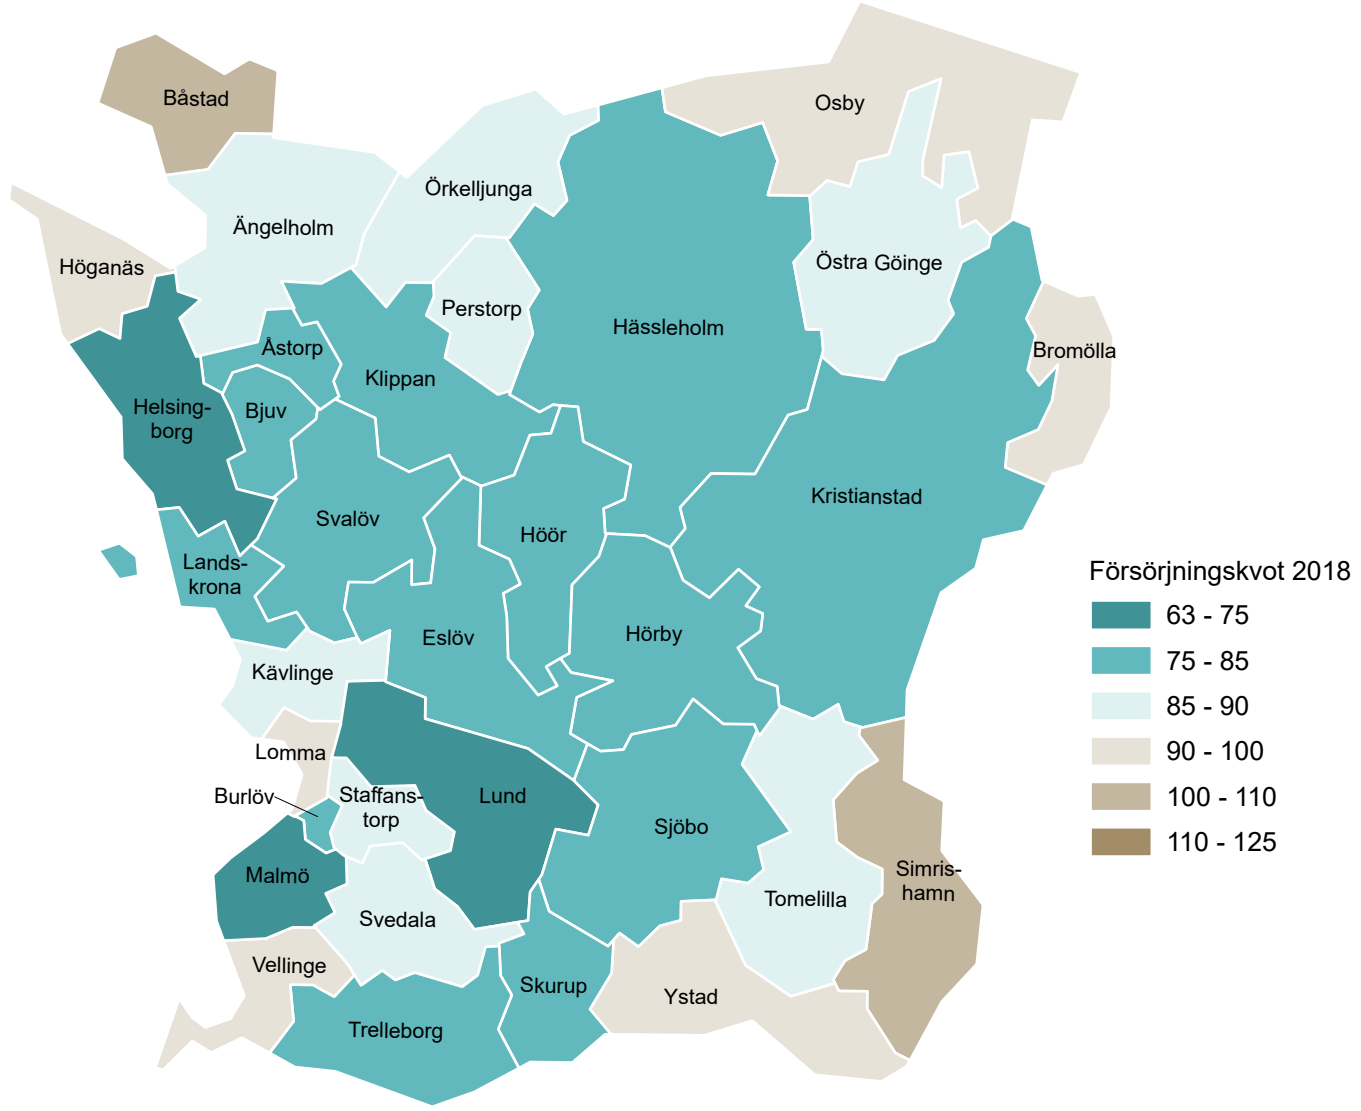 Båstad
Osby
Örkelljunga
Ängelholm
Höganäs
Östra Göinge
Perstorp
Hässleholm
Åstorp
Bromölla
Klippan
Helsing-
borg
Bjuv
Kristianstad
Svalöv
Höör
Lands-
krona
Försörjningskvot 2018
63 - 75
75 - 85
85 - 90
90 - 100
100 - 110
110 - 125
Eslöv
Hörby
Kävlinge
Lomma
Burlöv
Staffans-
torp
Lund
Sjöbo
Malmö
Simris-
hamn
Tomelilla
Svedala
Vellinge
Skurup
Ystad
Trelleborg